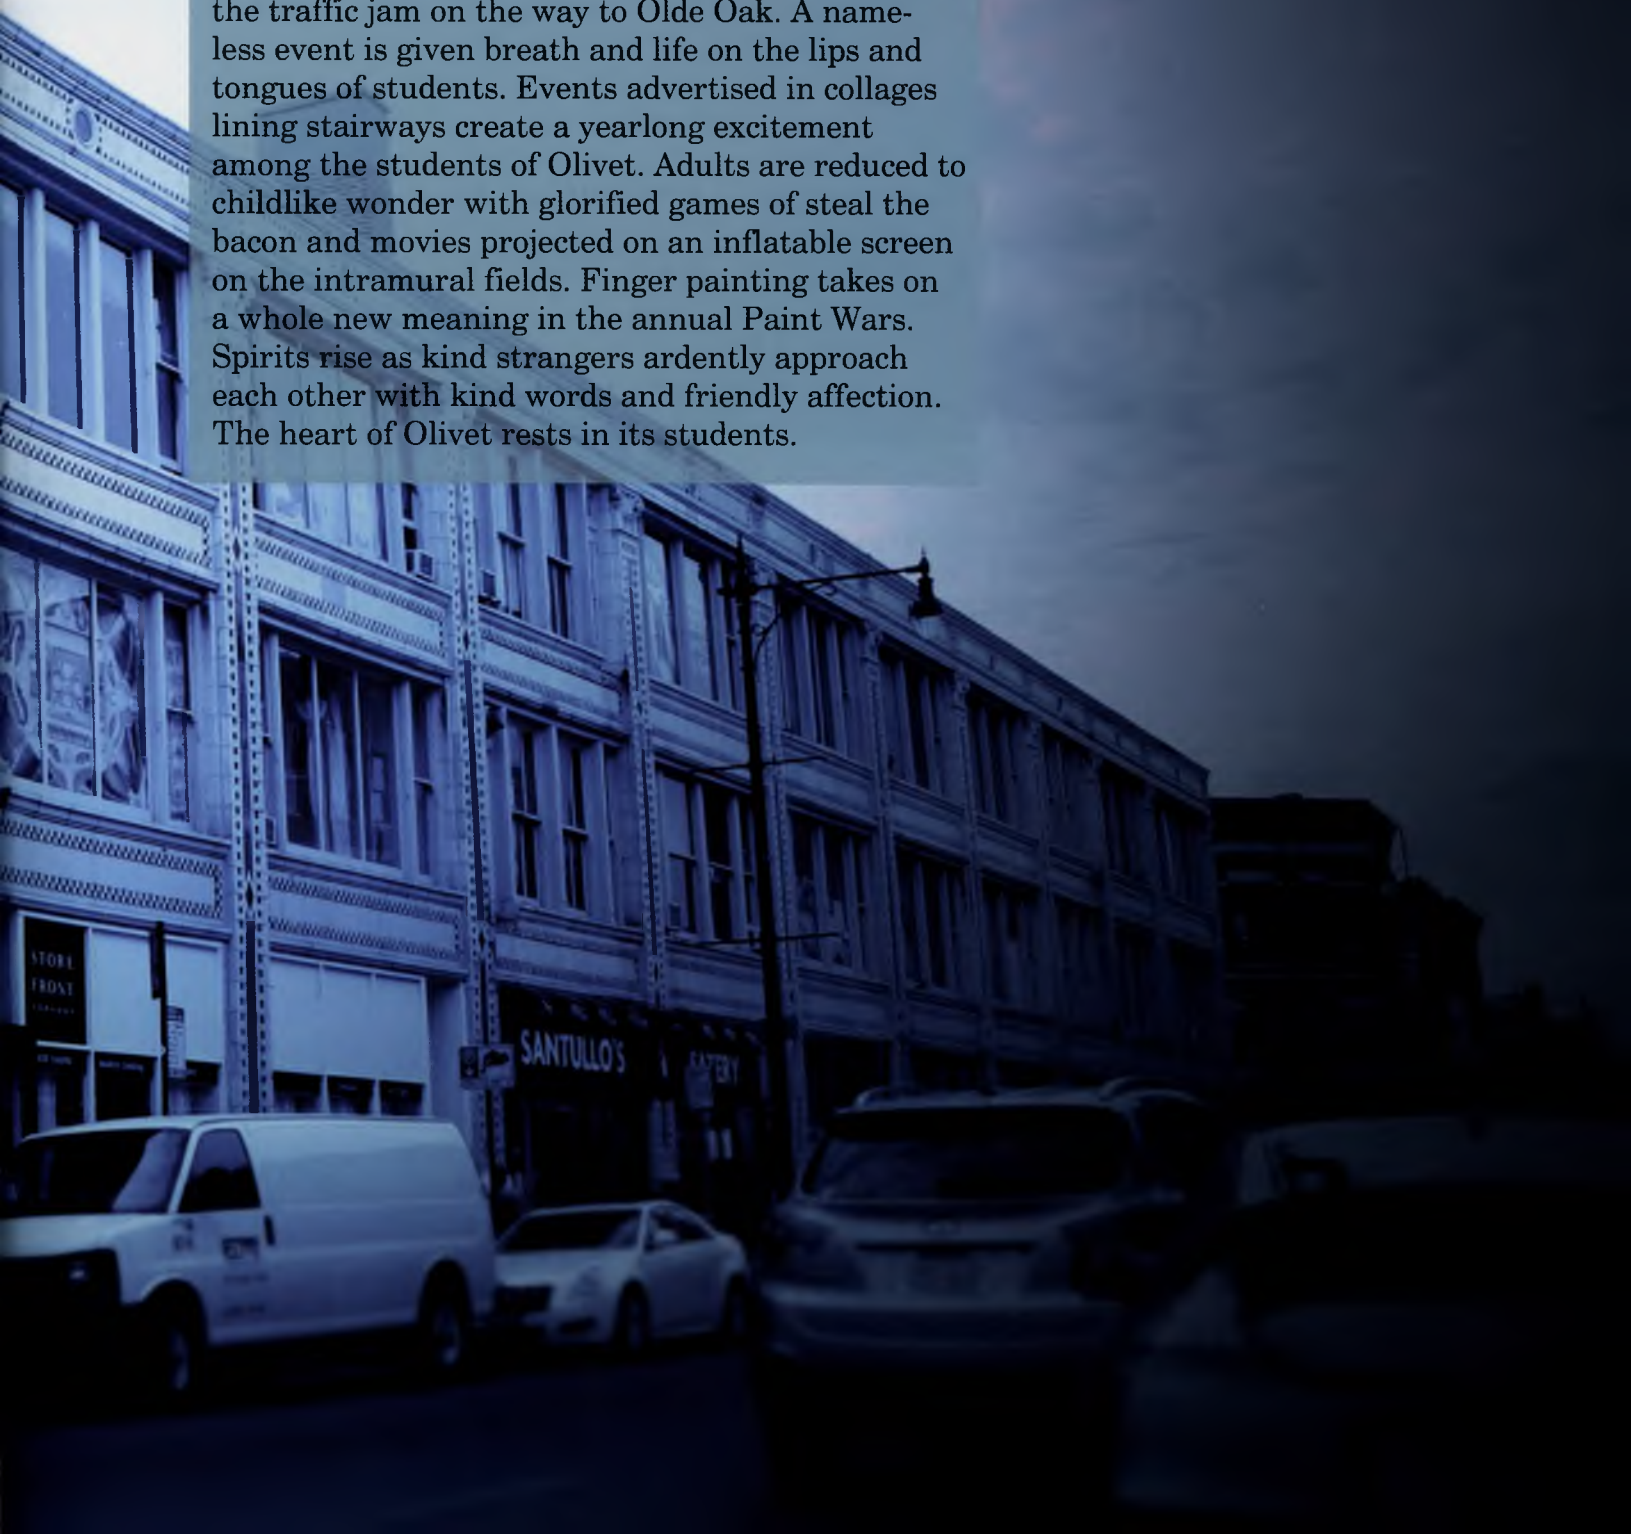 the traffic jam on the way to Olde Oak. A name-
less event is given breath and life on the lips and
tongues of students. Events advertised in collages
lining stairways create a yearlong excitement
among the students of Olivet. Adults are reduced to
childlike wonder with glorified games of steal the
bacon and movies projected on an inflatable screen
on the intramural fields. Finger painting takes on
a whole new meaning in the annual Paint Wars.
Spirits rise as kind strangers ardently approach
each other with kind words and friendly affection.
The heart of Olivet rests in its students.
STORE
FRONT
SANTULLO'S EATERY